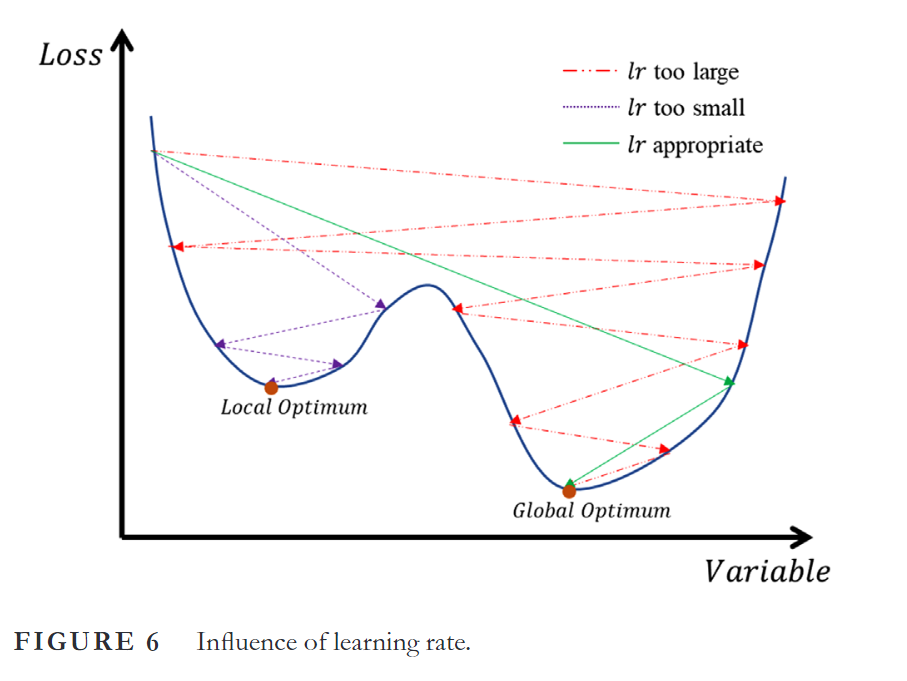 Loss
lr too large
lr too small
lr appropriate
Local Optimum
Global Optimum
Variable
FIGURE 6 Influence of learning rate.